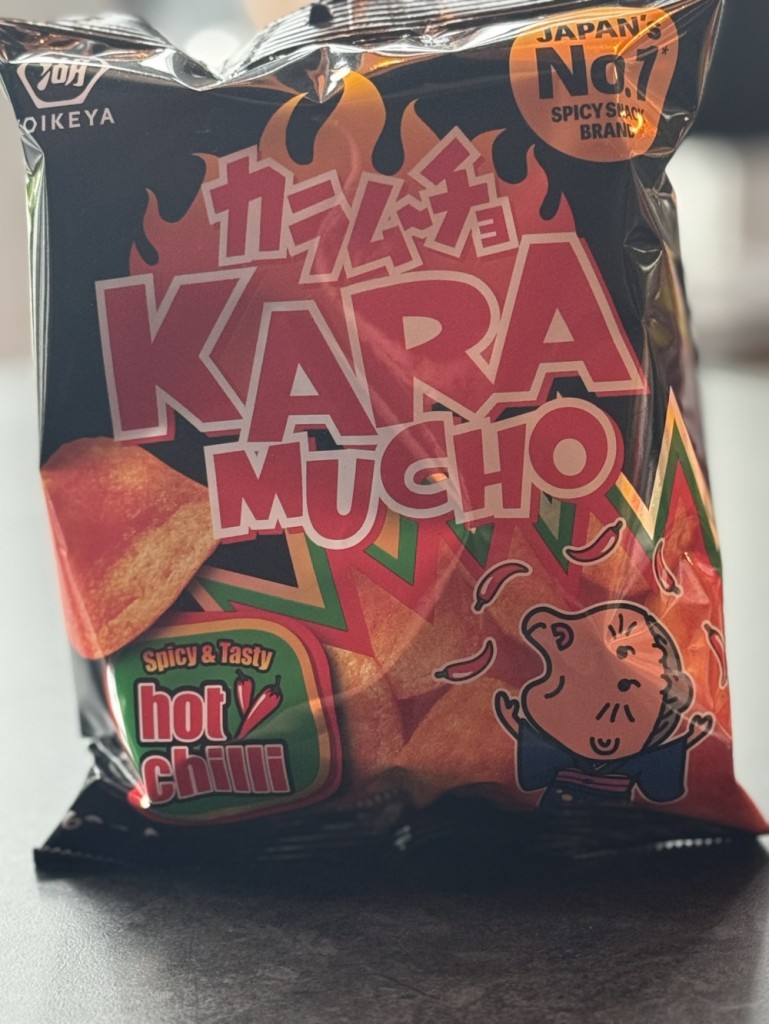 KOIKEYA
JAPAN's
No.1*
SPICY SNACK
BRAND
カラムーチョ
KARA
MUCHO
Spicy & Tasty
hot
chilli